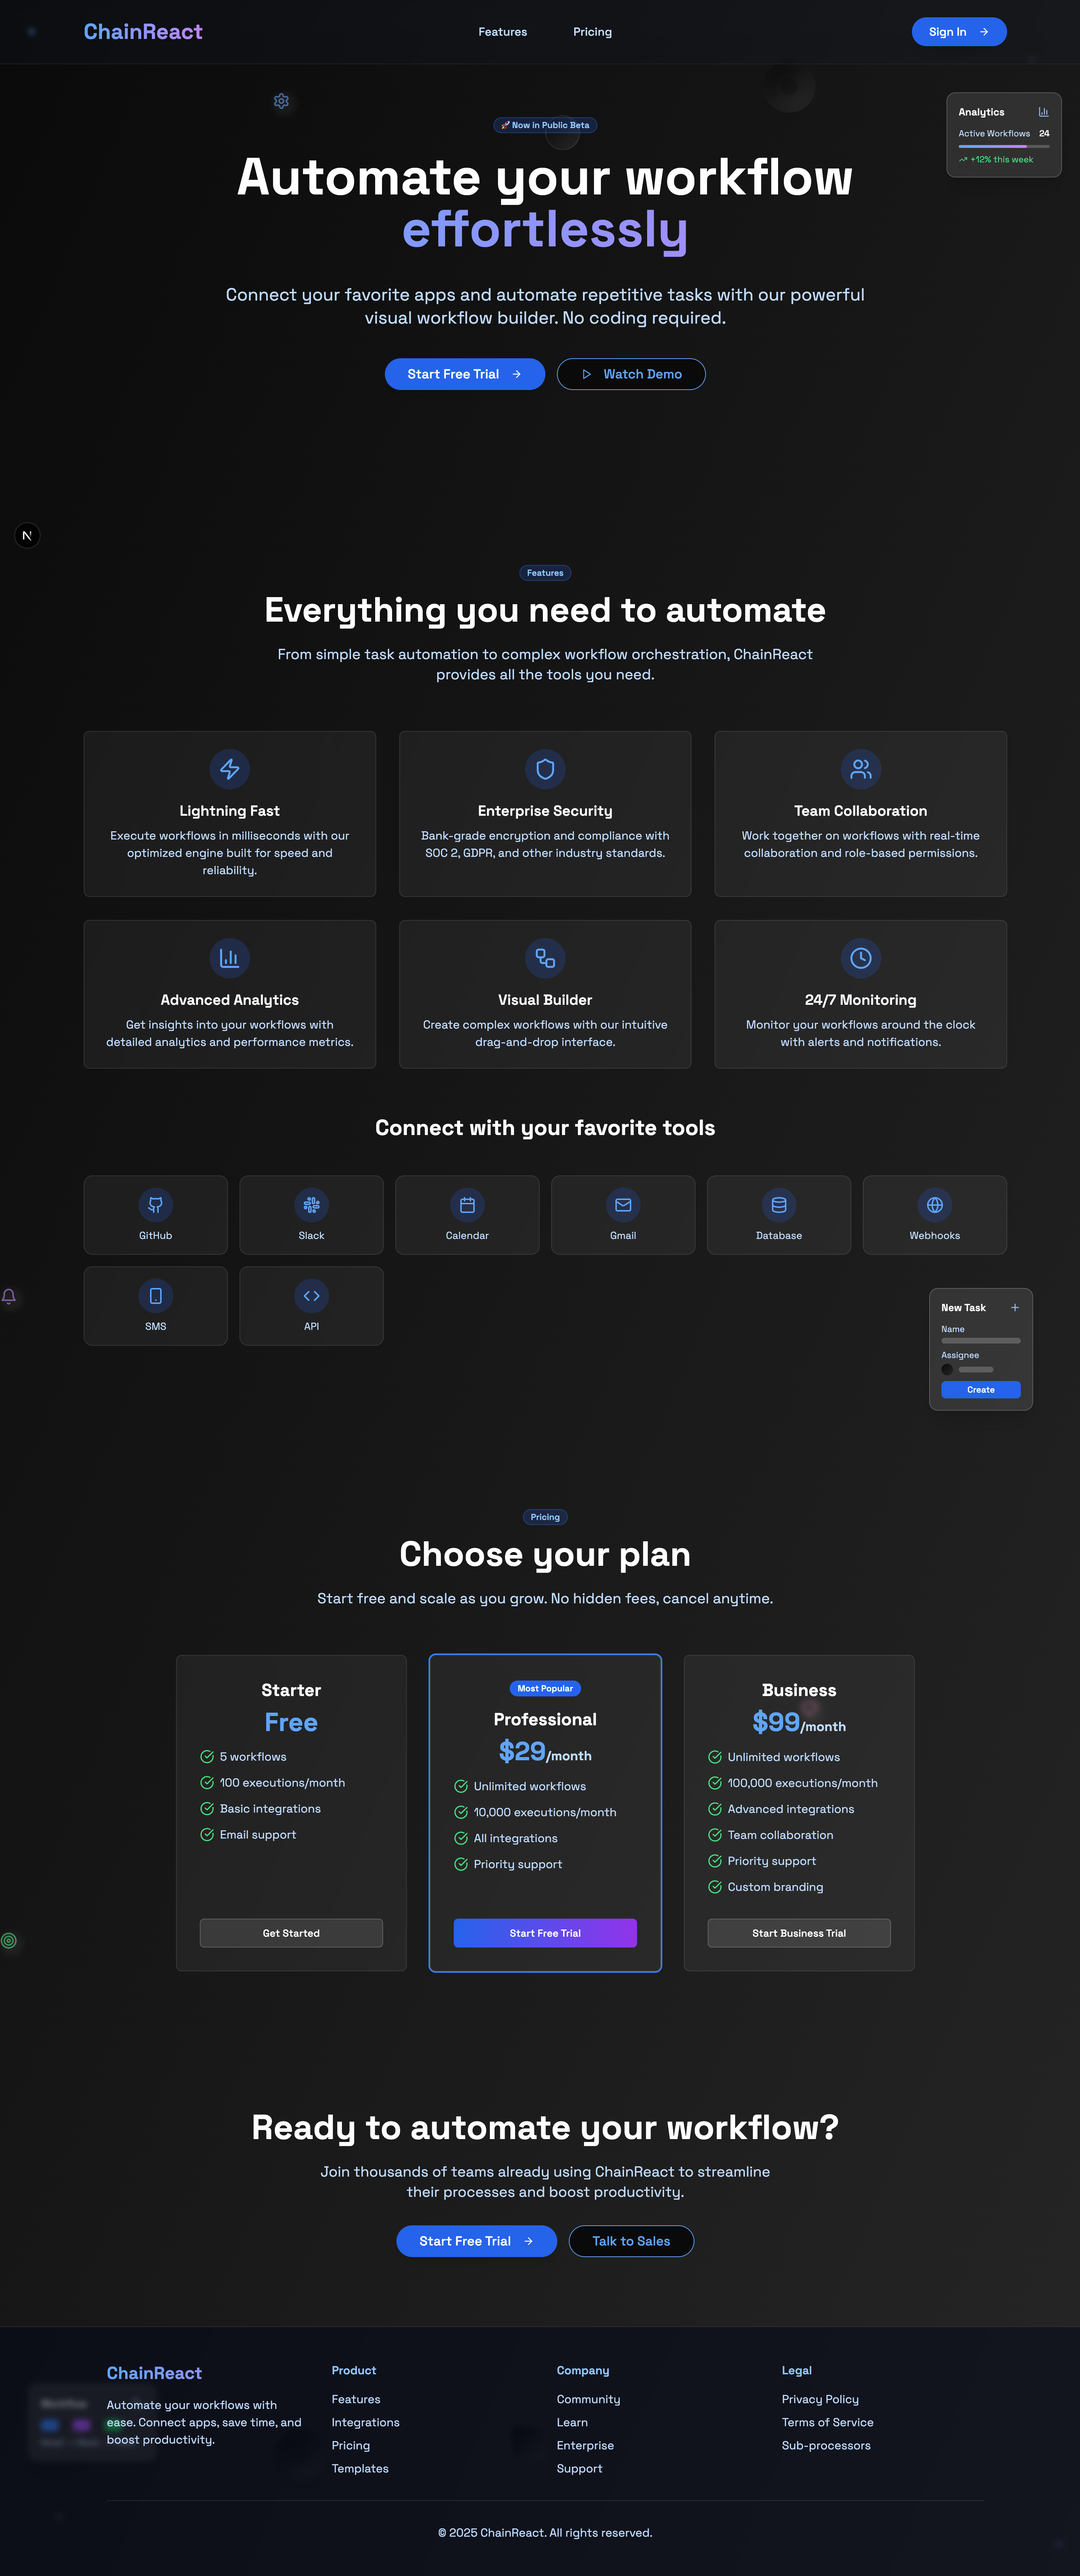 ChainReact
Features
Pricing
Sign In
Analytics
Active Workflows 24
+12% this week
🚀 Now in Public Beta
Automate your workflow
effortlessly
Connect your favorite apps and automate repetitive tasks with our powerful
visual workflow builder. No coding required.
Start Free Trial
Watch Demo
N
Features
Everything you need to automate
From simple task automation to complex workflow orchestration, ChainReact
provides all the tools you need.
Lightning Fast
Execute workflows in milliseconds with our
optimized engine built for speed and
reliability.
Enterprise Security
Bank-grade encryption and compliance with
SOC 2, GDPR, and other industry standards.
Team Collaboration
Work together on workflows with real-time
collaboration and role-based permissions.
Advanced Analytics
Get insights into your workflows with
detailed analytics and performance metrics.
Visual Builder
Create complex workflows with our intuitive
drag-and-drop interface.
24/7 Monitoring
Monitor your workflows around the clock
with alerts and notifications.
Connect with your favorite tools
GitHub
Slack
Calendar
Gmail
Database
Webhooks
SMS
API
New Task
Name
Assignee
Create
Pricing
Choose your plan
Start free and scale as you grow. No hidden fees, cancel anytime.
Starter
Free
5 workflows
100 executions/month
Basic integrations
Email support
Get Started
Most Popular
Professional
$29/month
Unlimited workflows
10,000 executions/month
All integrations
Priority support
Start Free Trial
Business
$99/month
Unlimited workflows
100,000 executions/month
Advanced integrations
Team collaboration
Priority support
Custom branding
Start Business Trial
Ready to automate your workflow?
Join thousands of teams already using ChainReact to streamline
their processes and boost productivity.
Start Free Trial
Talk to Sales
ChainReact
Automate your workflows with
ease. Connect apps, save time, and
boost productivity.
Product
Features
Integrations
Pricing
Templates
Company
Community
Learn
Enterprise
Support
Legal
Privacy Policy
Terms of Service
Sub-processors
© 2025 ChainReact. All rights reserved.